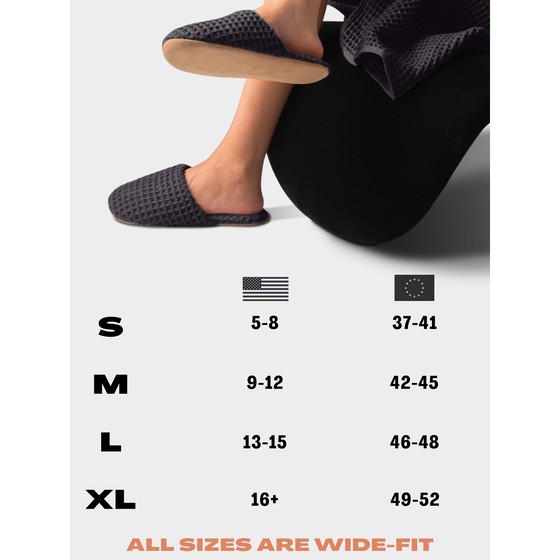 S 5-8 37-41
M 9-12 42-45
L 13-15 46-48
XL 16+ 49-52
ALL SIZES ARE WIDE-FIT